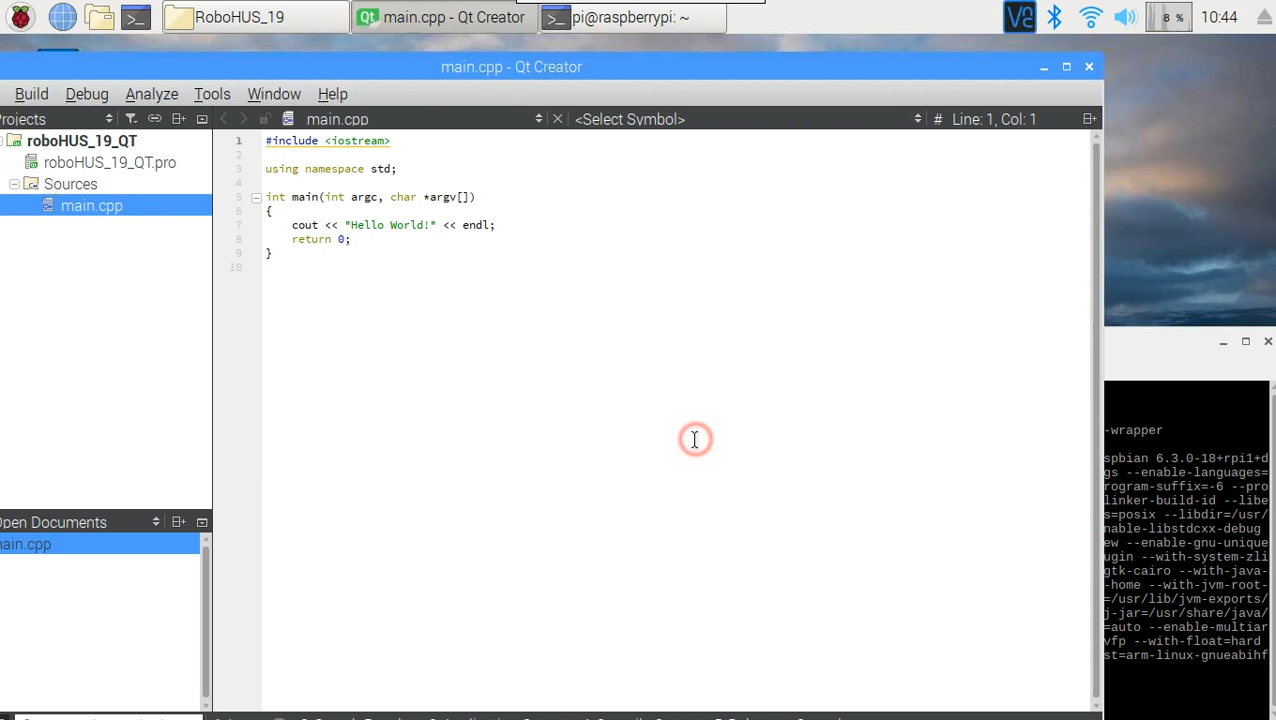 RoboHUS_19
main.cpp - Qt Creator
pi@raspberrypi: ~
8 %
10:44
main.cpp - Qt Creator
Build Debug Analyze Tools Window Help
rojects
main.cpp
<Select Symbol>
# Line: 1, Col: 1
roboHUS_19_QT
roboHUS_19_QT.pro
Sources
main.cpp
1 #include <iostream>
2
3 using namespace std;
4
5 int main(int argc, char *argv[])
6 {
7 cout << "Hello World!" << endl;
8 return 0;
9 }
10
pen Documents
ain.cpp
-wrapper
spbian 6.3.0-18+rpi1+d
gs --enable-languages=
rogram-suffix=-6 --pro
linker-build-id --libe
s=posix --libdir=/usr/
nable-libstdcxx-debug
ew --enable-gnu-unique
ugin --with-system-zli
gtk-cairo --with-java-
-home --with-jvm-root-
=/usr/lib/jvm-exports/
j-jar=/usr/share/java/
=auto --enable-multiar
vfp --with-float=hard
st=arm-linux-gnueabihf